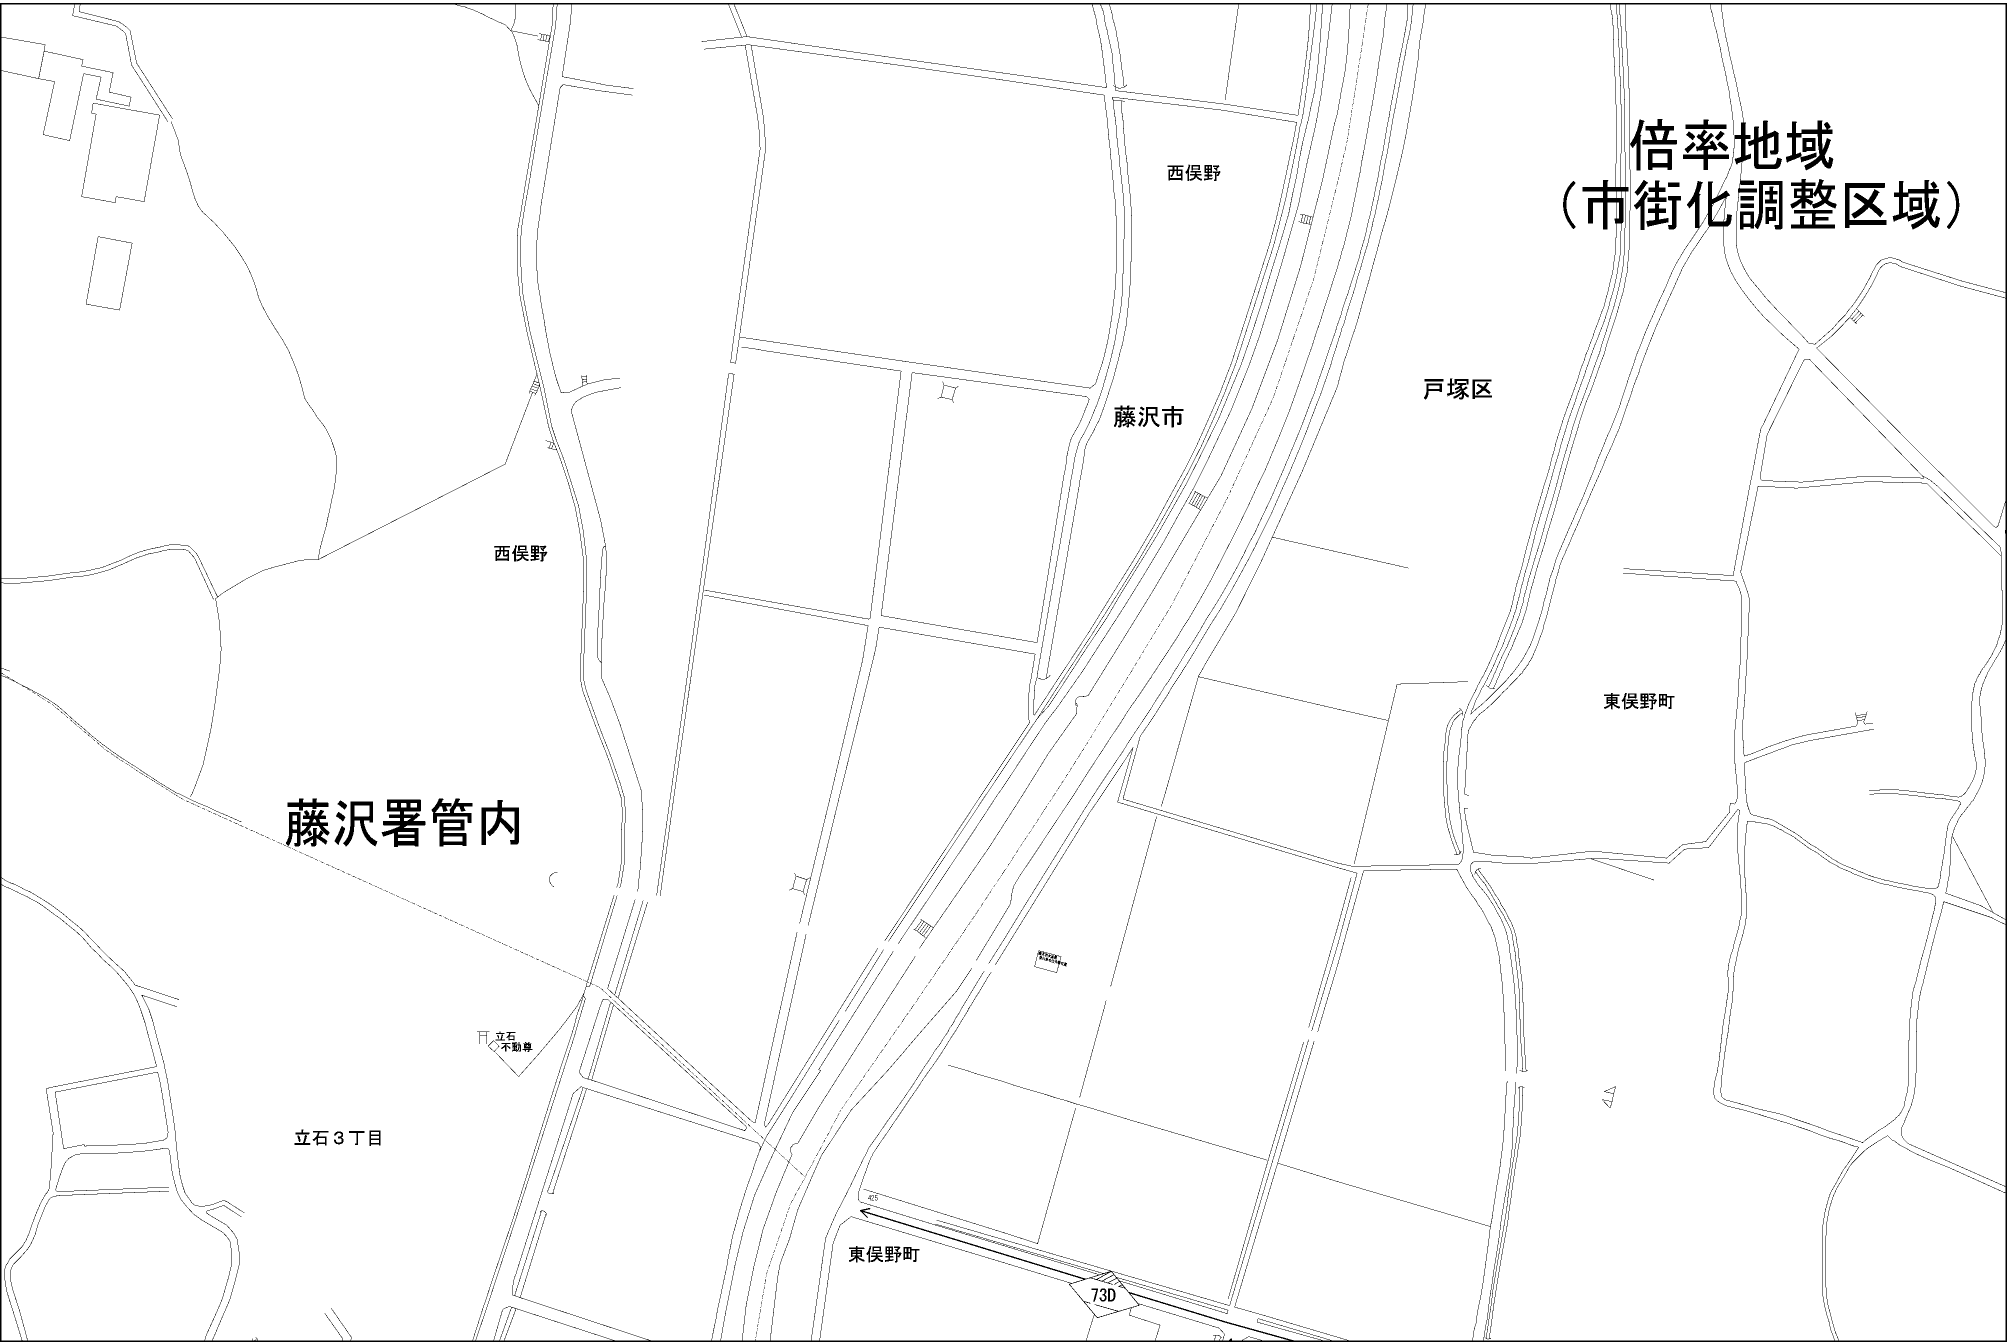 倍率地域
（市街化調整区域）
西俣野
戸塚区
藤沢市
西俣野
東俣野町
藤沢署管内
立石
不動尊
立石３丁目
425
東俣野町
73D